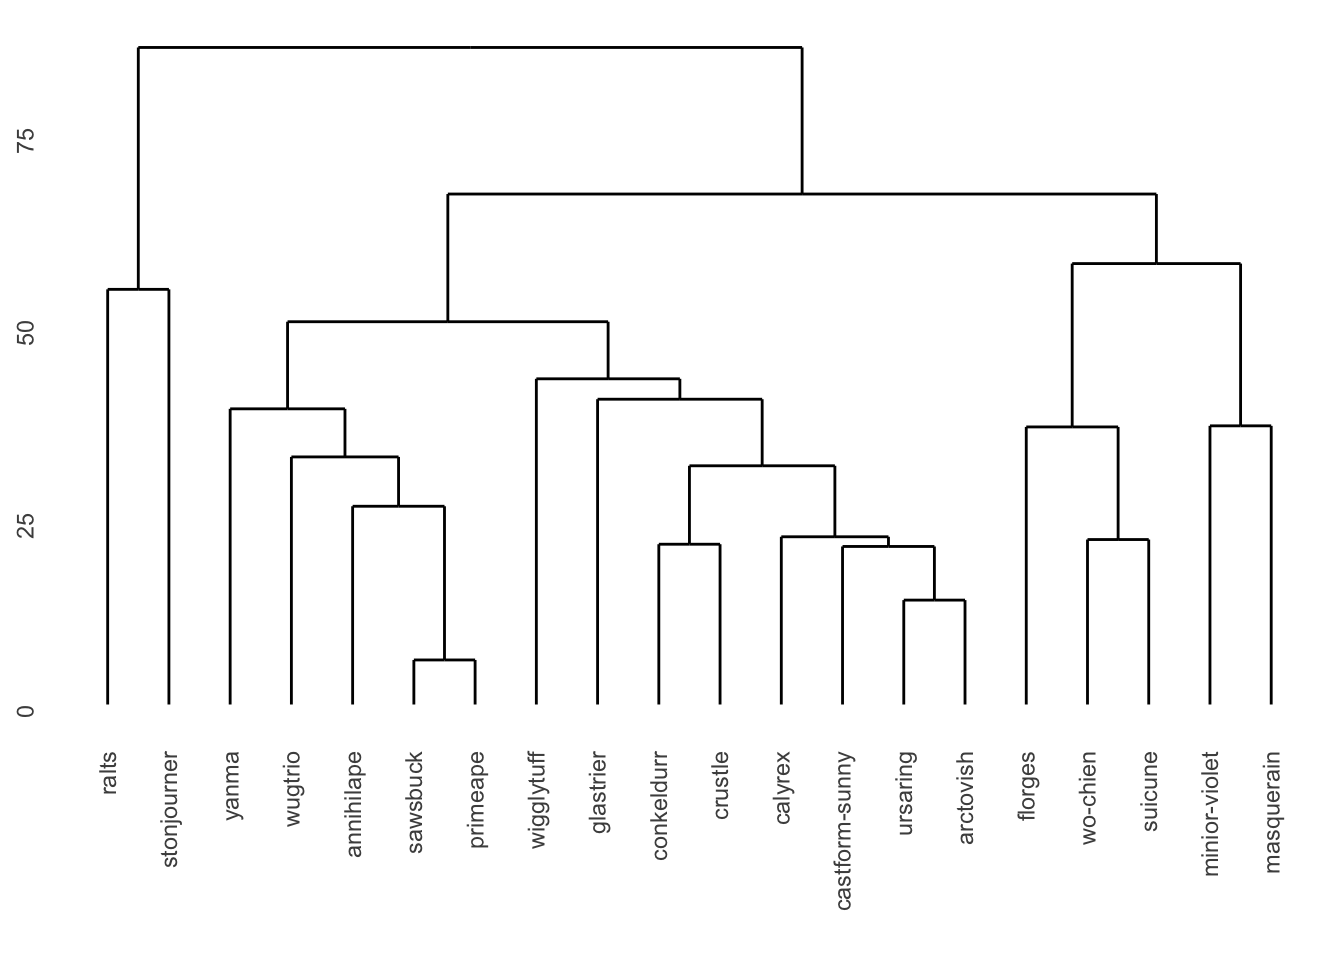 75
50
25
0
ralts
stonjourner
yanma
wugtrio
annihilape
sawsbuck
primeape
wigglytuff
glastrier
conkeldurr
crustle
calyrex
castform-sunny
ursaring
arctovish
florges
wo-chien
suicune
minior-violet
masquerain